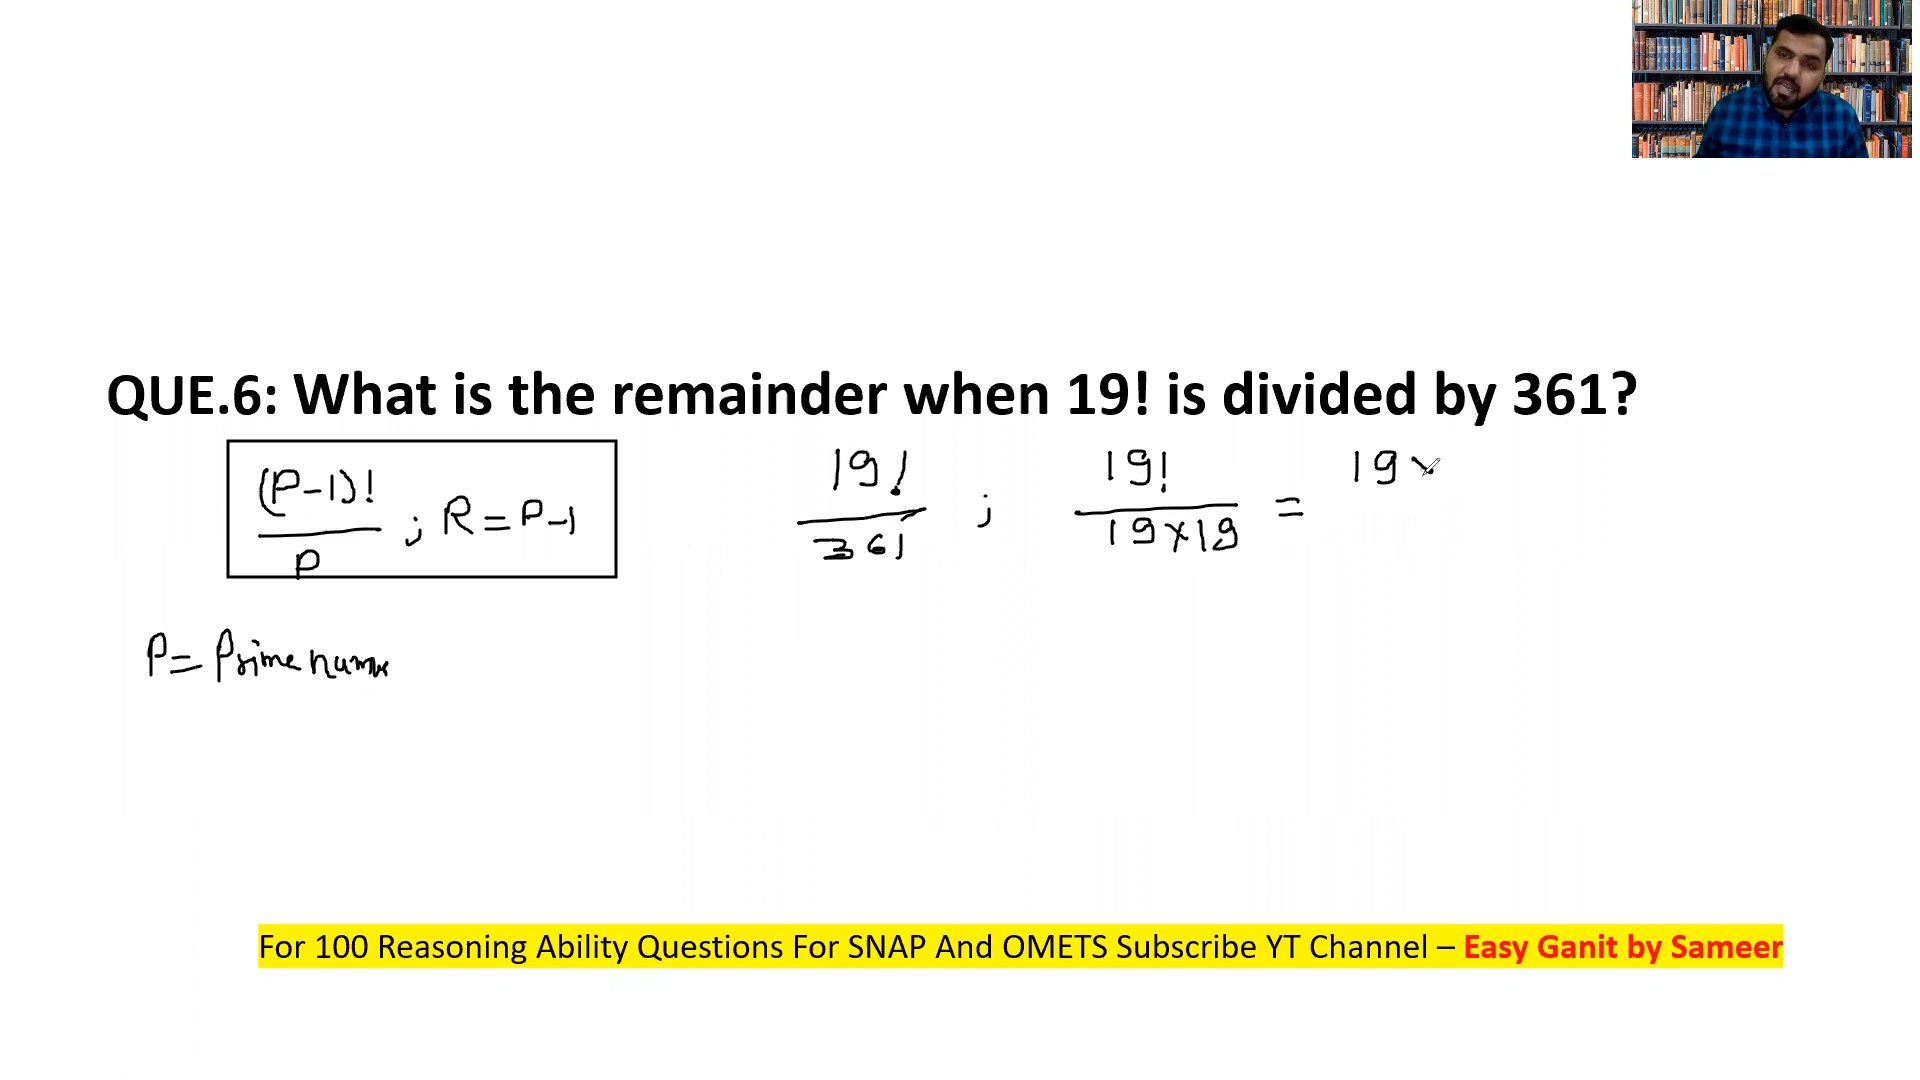 QUE.6: What is the remainder when 19! is divided by 361?
(P-1)! / P ; R = P-1
19! / 361 ; 19! / 19×19 = 19×
P = Prime
For 100 Reasoning Ability Questions For SNAP And OMETS Subscribe YT Channel – Easy Ganit by Sameer